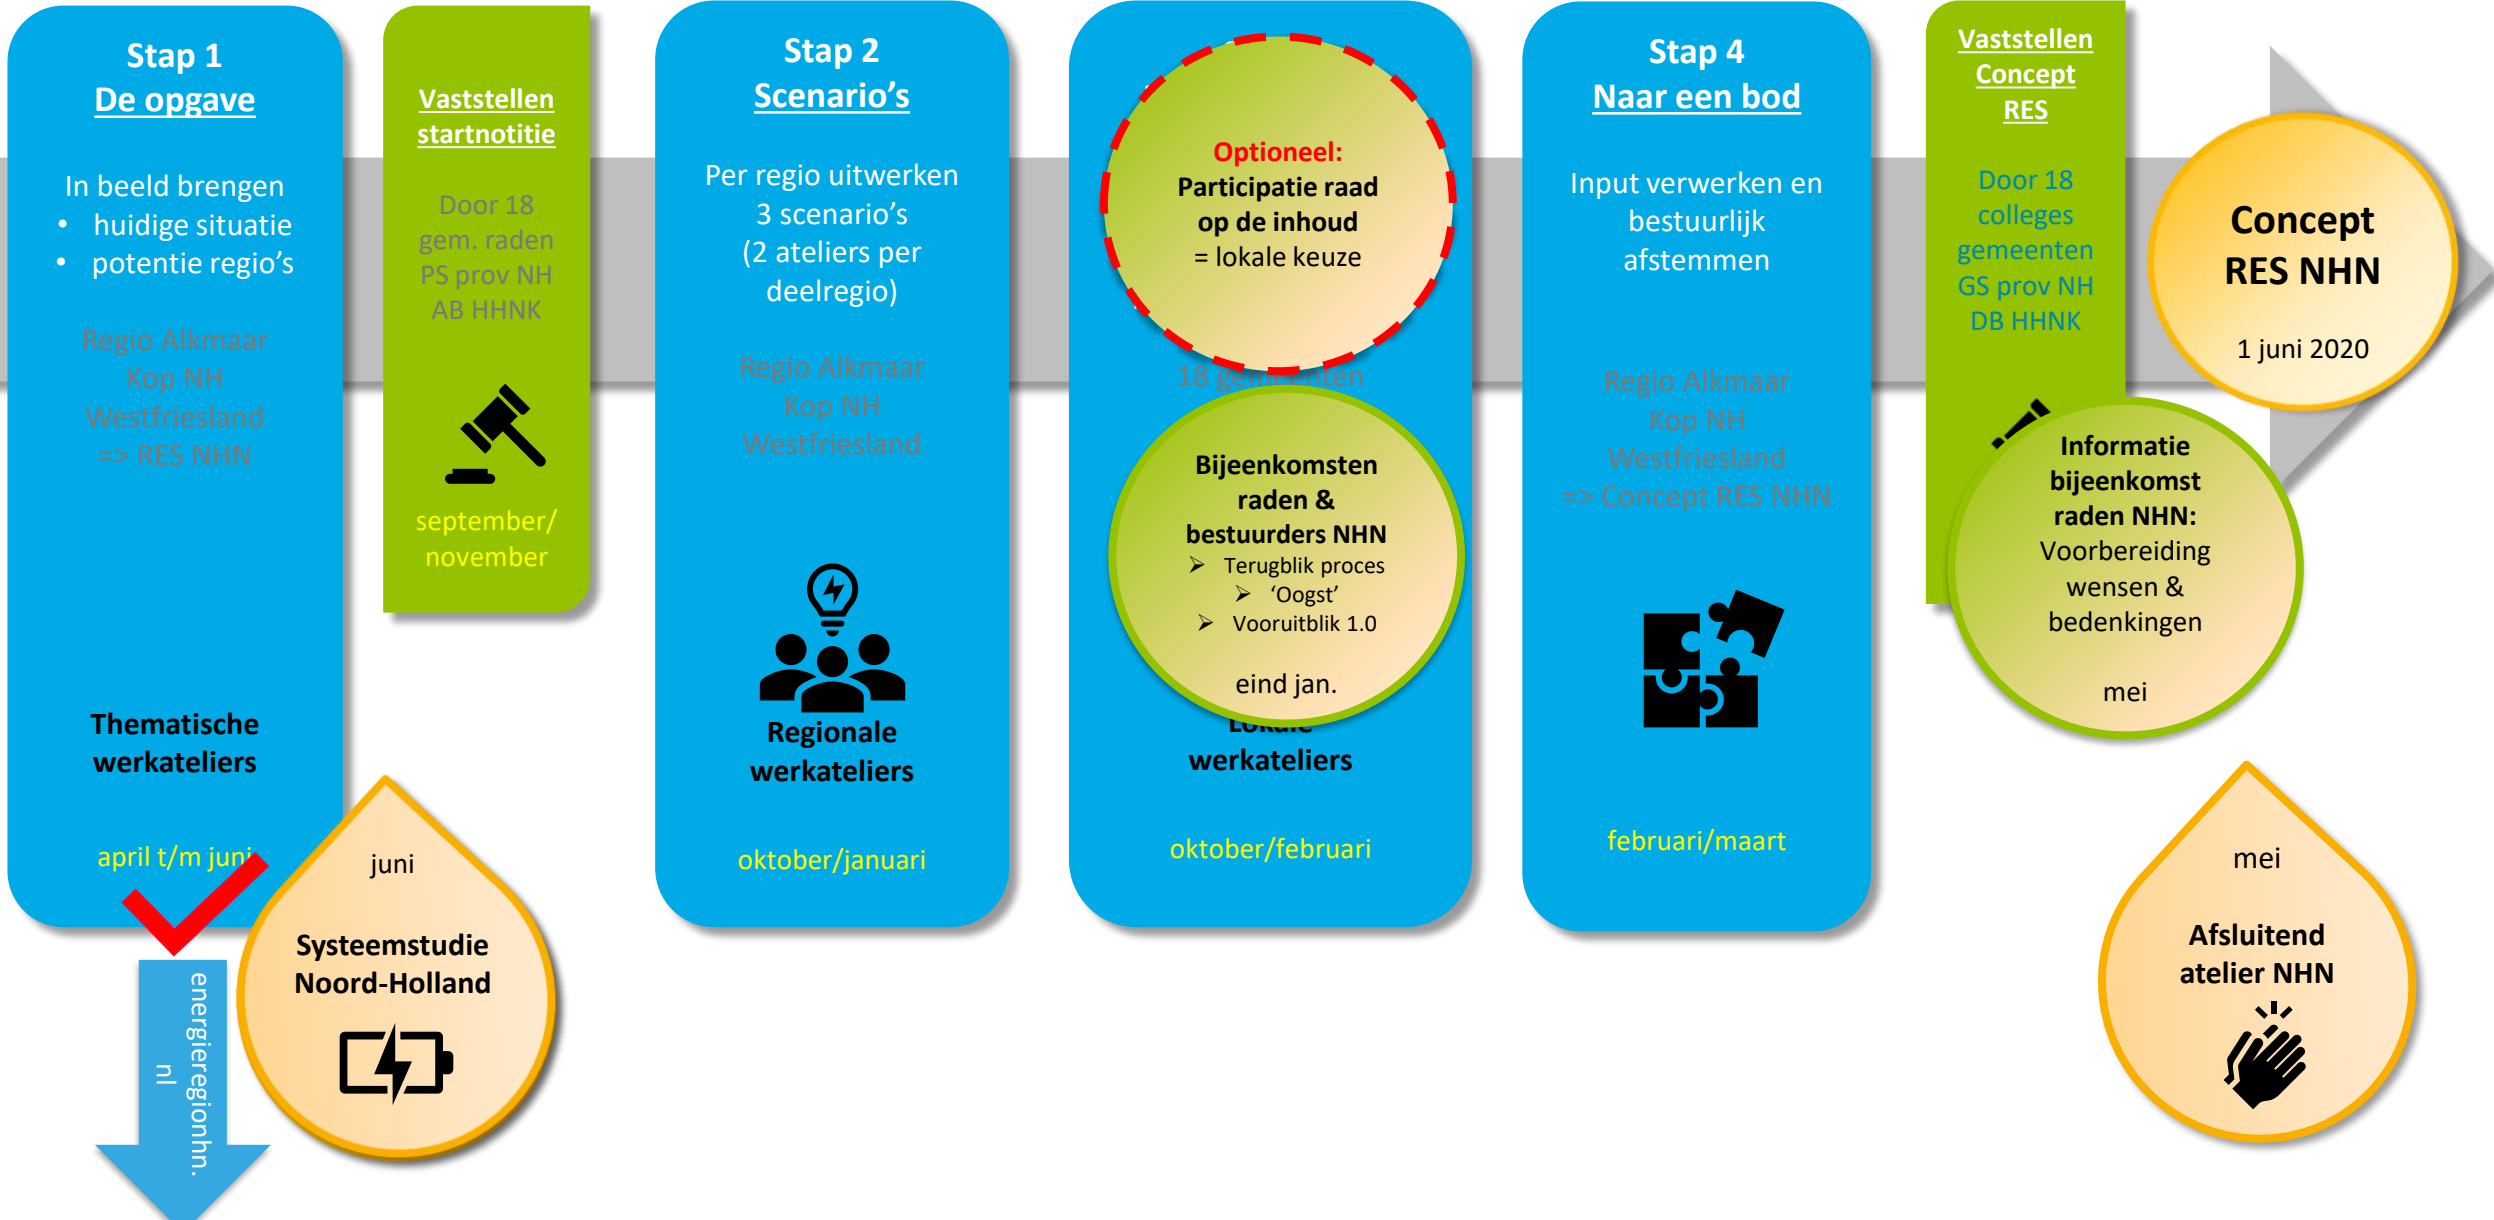 Stap 1
De opgave
In beeld brengen
• huidige situatie
• potentie regio's
Regio Alkmaar
Kop NH
Westfriesland
=> RES NHN
Thematische
werkateliers
april t/m juni
energieregionhn.
nl
juni
Systeemstudie
Noord-Holland
Vaststellen
startnotitie
Door 18
gem. raden
PS prov NH
AB HHNK
september/
november
Stap 2
Scenario's
Per regio uitwerken
3 scenario's
(2 ateliers per
deelregio)
Regio Alkmaar
Kop NH
Westfriesland
Regionale
werkateliers
oktober/januari
Optioneel:
Participatie raad
op de inhoud
= lokale keuze
18 gemeenten
Bijeenkomsten
raden &
bestuurders NHN
➢ Terugblik proces
➢ ‘Oogst’
➢ Vooruitblik 1.0
eind jan.
Lokale
werkateliers
oktober/februari
Stap 4
Naar een bod
Input verwerken en
bestuurlijk
afstemmen
Regio Alkmaar
Kop NH
Westfriesland
=> Concept RES NHN
februari/maart
Vaststellen
Concept
RES
Door 18
colleges
gemeenten
GS prov NH
DB HHNK
Informatie
bijeenkomst
raden NHN:
Voorbereiding
wensen &
bedenkingen
mei
Concept
RES NHN
1 juni 2020
mei
Afsluitend
atelier NHN